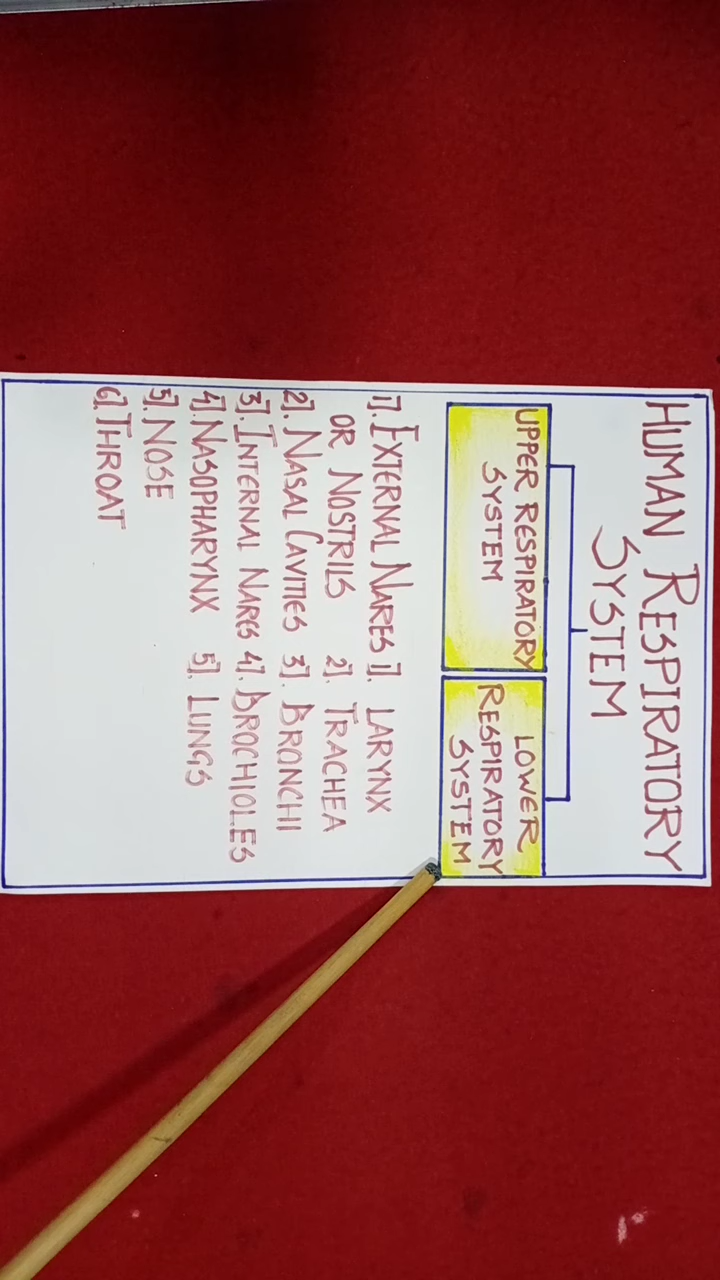 HUMAN RESPIRATORY
SYSTEM
UPPER RESPIRATORY
SYSTEM
LOWER
RESPIRATORY
SYSTEM
1]. EXTERNAL NARES
OR NOSTRILS
2]. NASAL CAVITIES
3]. INTERNAL NARES
4]. NASOPHARYNX
5]. NOSE
6]. THROAT
1]. LARYNX
2]. TRACHEA
3]. BRONCHI
4]. BROCHIOLES
5]. LUNGS